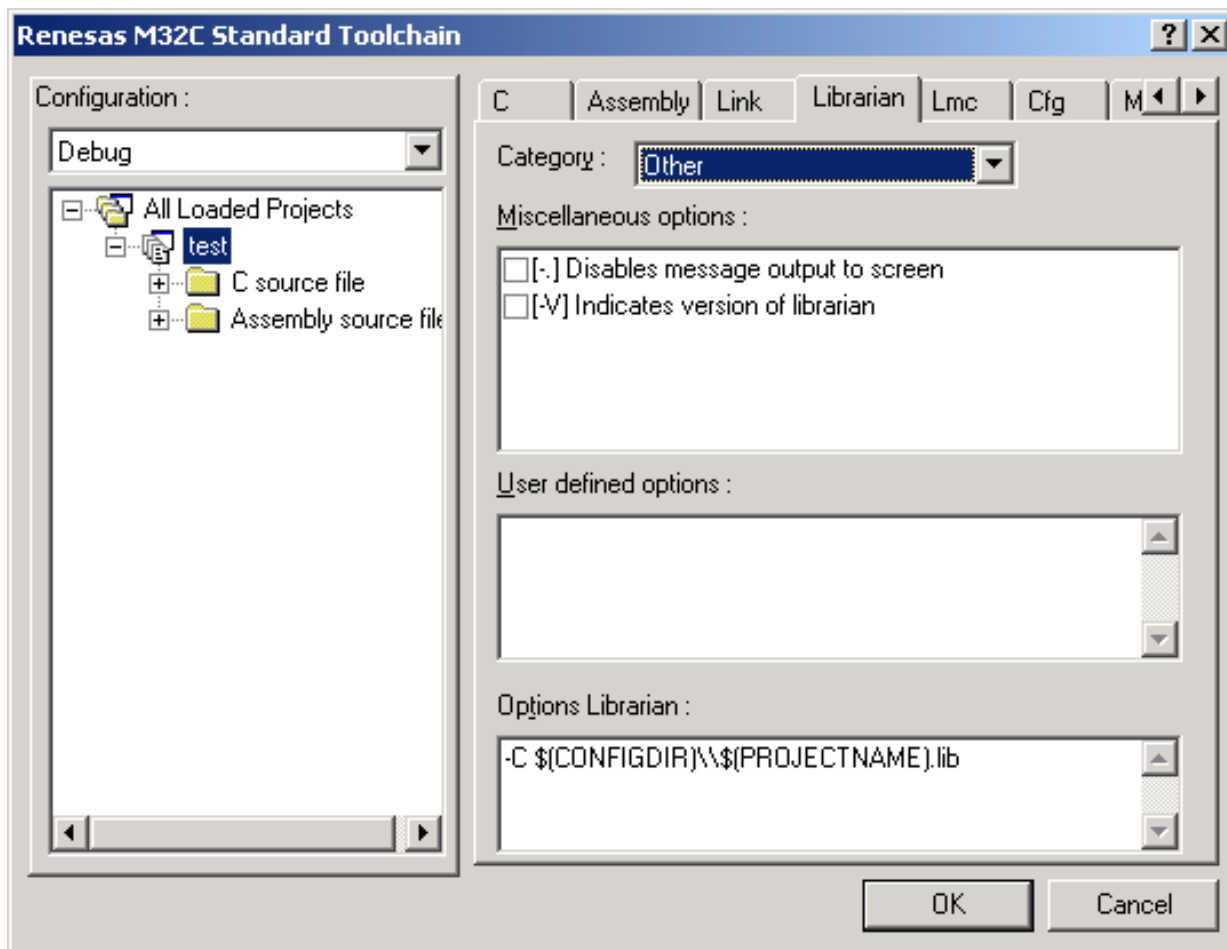 Renesas M32C Standard Toolchain
Configuration :
Debug
All Loaded Projects
test
C source file
Assembly source file
C Assembly Link Librarian Lmc Cfg M
Category : Other
Miscellaneous options :
[-.] Disables message output to screen
[-V] Indicates version of librarian
User defined options :
Options Librarian :
-C $(CONFIGDIR)\\$(PROJECTNAME).lib
OK Cancel